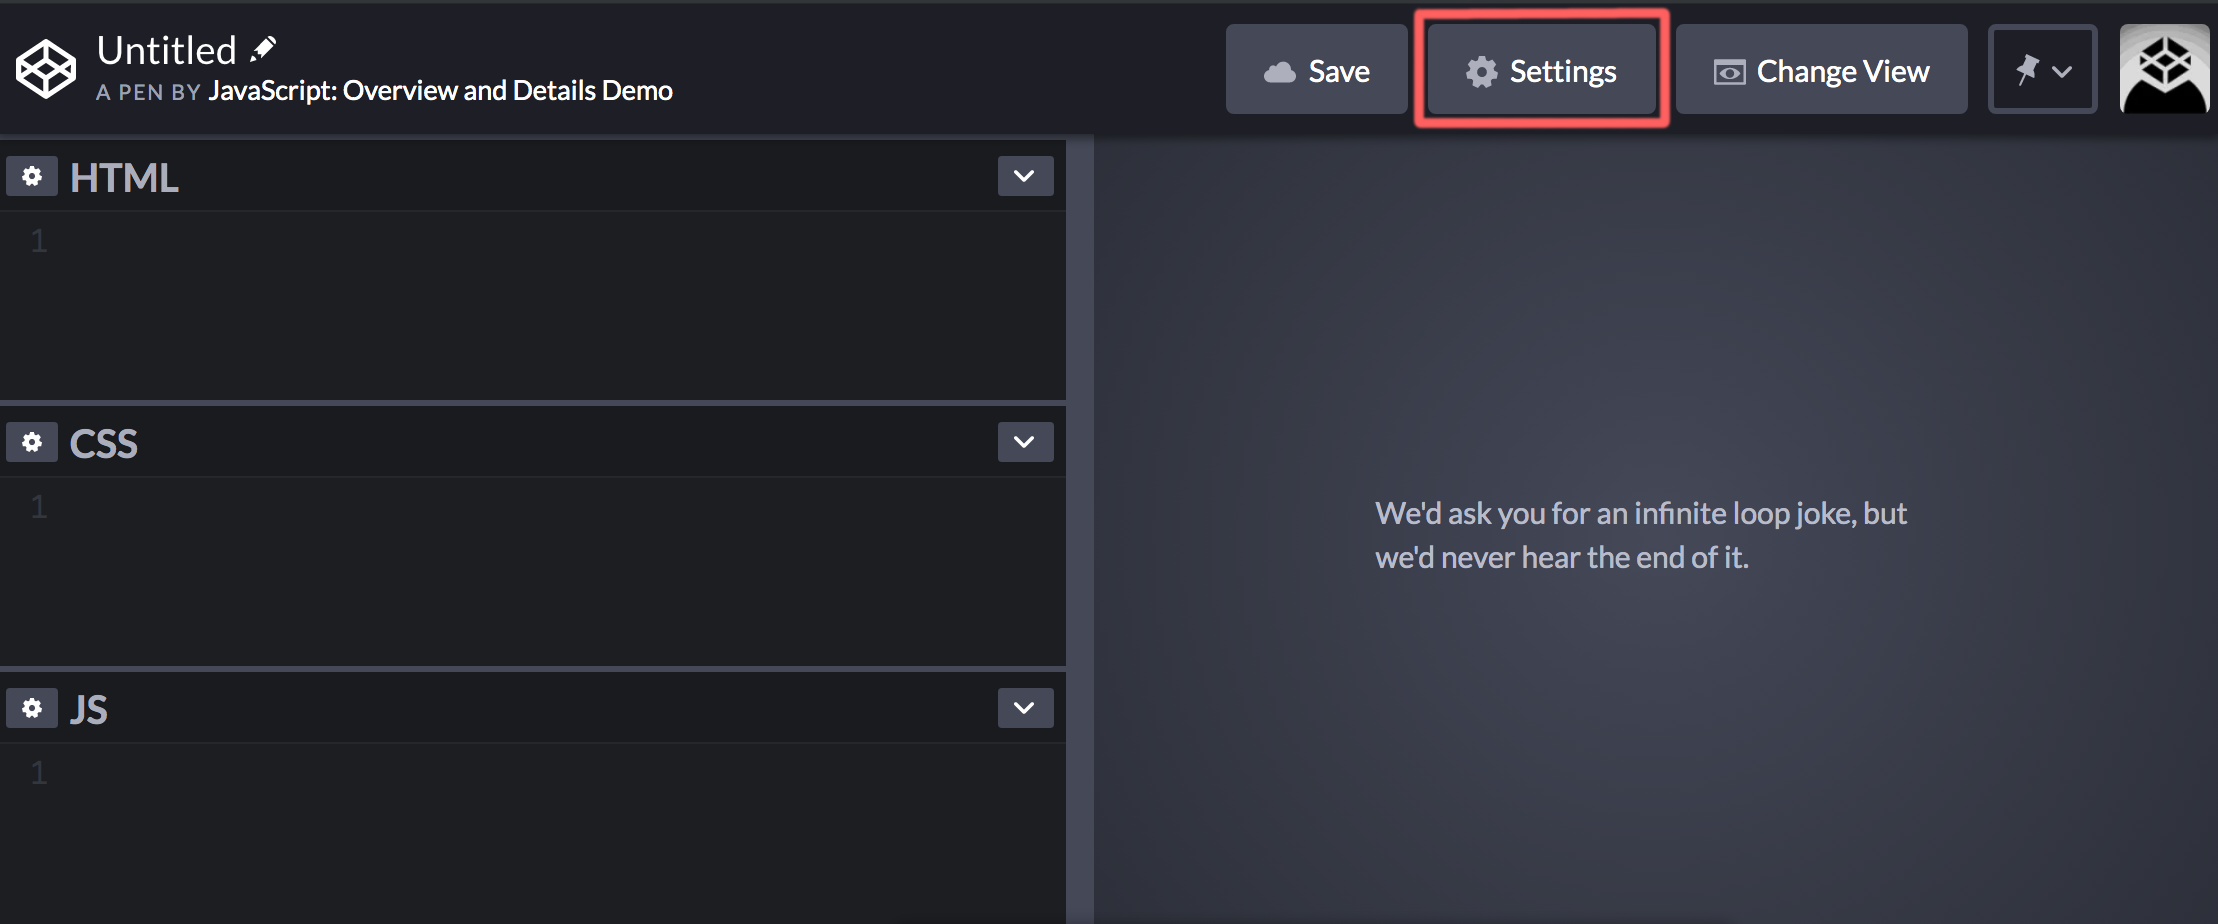 Untitled
A PEN BY JavaScript: Overview and Details Demo
Save
Settings
Change View
HTML
1
CSS
1
JS
1
We'd ask you for an infinite loop joke, but
we'd never hear the end of it.